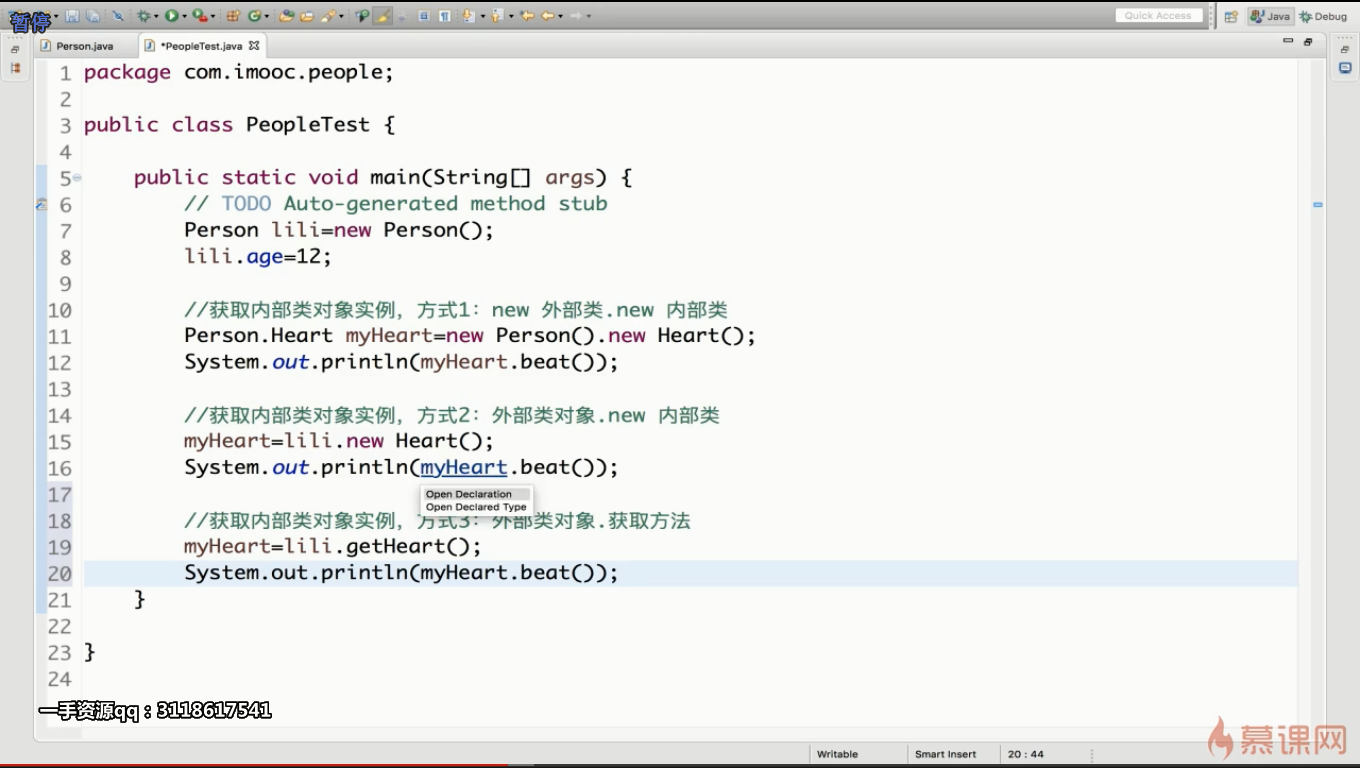 暂停
Quick Access
Java
Debug
Person.java
*PeopleTest.java
1 package com.imooc.people;
2
3 public class PeopleTest {
4
5 public static void main(String[] args) {
6 // TODO Auto-generated method stub
7 Person lili=new Person();
8 lili.age=12;
9
10 //获取内部类对象实例，方式1：new 外部类.new 内部类
11 Person.Heart myHeart=new Person().new Heart();
12 System.out.println(myHeart.beat());
13
14 //获取内部类对象实例，方式2：外部类对象.new 内部类
15 myHeart=lili.new Heart();
16 System.out.println(myHeart.beat());
17
Open Declaration
Open Declared Type
18 //获取内部类对象实例，方式3：外部类对象.获取方法
19 myHeart=lili.getHeart();
20 System.out.println(myHeart.beat());
21 }
22
23 }
24
一手资源qq：3118617541
慕课网
Writable
Smart Insert
20 : 44